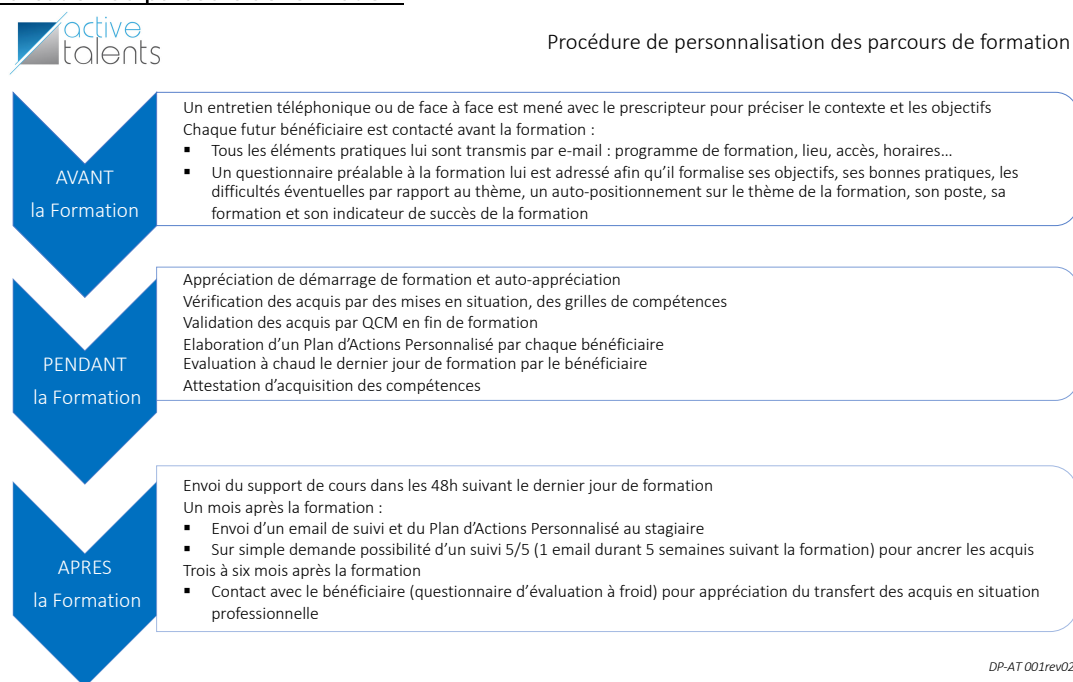 active
talents
Procédure de personnalisation des parcours de formation
AVANT
la Formation
Un entretien téléphonique ou de face à face est mené avec le prescripteur pour préciser le contexte et les objectifs
Chaque futur bénéficiaire est contacté avant la formation :
▪ Tous les éléments pratiques lui sont transmis par e-mail : programme de formation, lieu, accès, horaires…
▪ Un questionnaire préalable à la formation lui est adressé afin qu’il formalise ses objectifs, ses bonnes pratiques, les
difficultés éventuelles par rapport au thème, un auto-positionnement sur le thème de la formation, son poste, sa
formation et son indicateur de succès de la formation
PENDANT
la Formation
Appréciation de démarrage de formation et auto-appréciation
Vérification des acquis par des mises en situation, des grilles de compétences
Validation des acquis par QCM en fin de formation
Elaboration d’un Plan d’Actions Personnalisé par chaque bénéficiaire
Evaluation à chaud le dernier jour de formation par le bénéficiaire
Attestation d’acquisition des compétences
APRES
la Formation
Envoi du support de cours dans les 48h suivant le dernier jour de formation
Un mois après la formation :
▪ Envoi d’un email de suivi et du Plan d’Actions Personnalisé au stagiaire
▪ Sur simple demande possibilité d’un suivi 5/5 (1 email durant 5 semaines suivant la formation) pour ancrer les acquis
Trois à six mois après la formation
▪ Contact avec le bénéficiaire (questionnaire d’évaluation à froid) pour appréciation du transfert des acquis en situation
professionnelle
DP-AT 001rev02